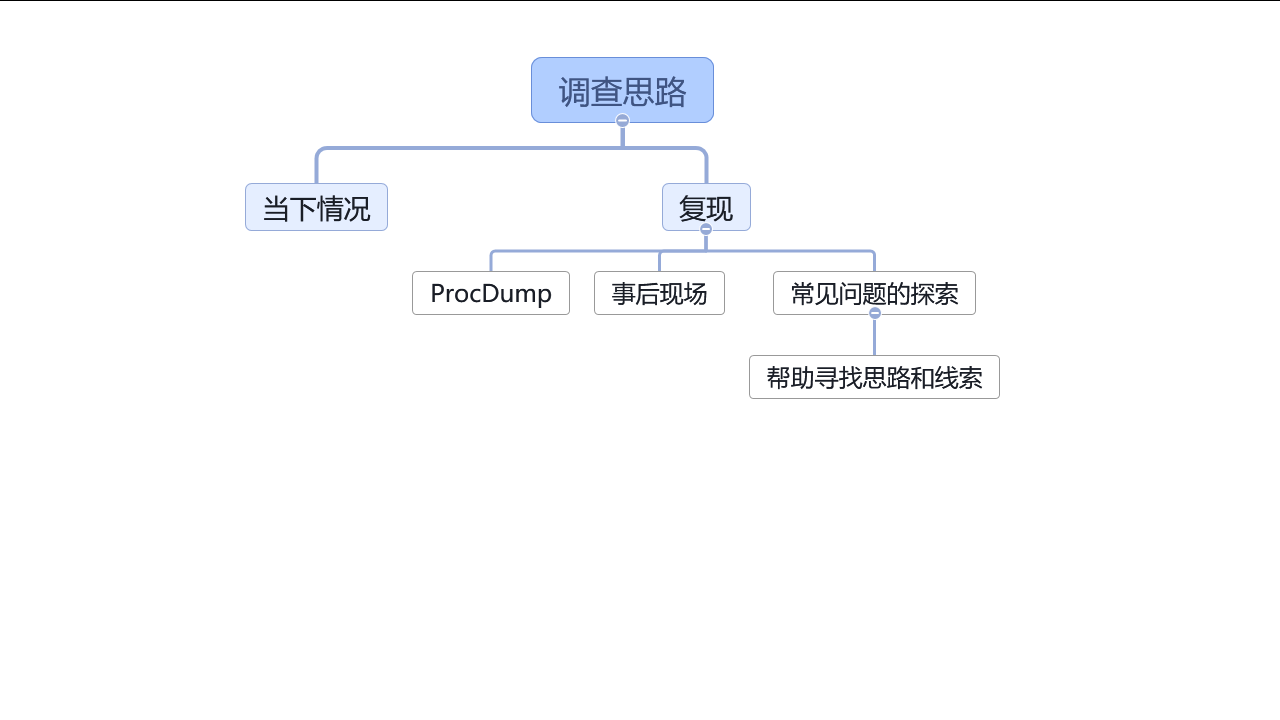 调查思路
当下情况
复现
ProcDump
事后现场
常见问题的探索
帮助寻找思路和线索